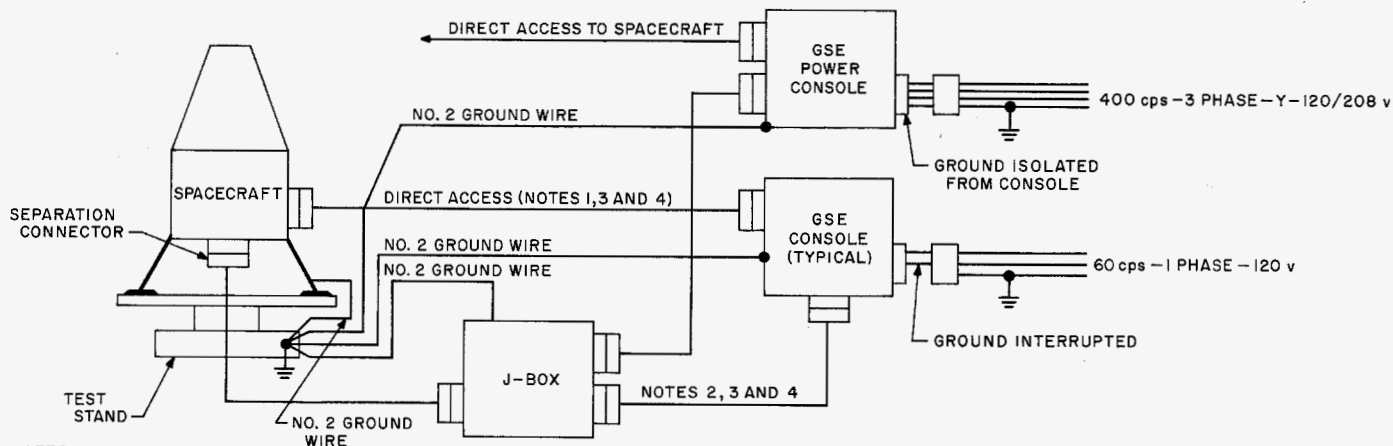 DIRECT ACCESS TO SPACECRAFT
GSE
POWER
CONSOLE
400 cps-3 PHASE-Y-120/208 v
NO. 2 GROUND WIRE
GROUND ISOLATED
FROM CONSOLE
SPACECRAFT
DIRECT ACCESS (NOTES 1, 3 AND 4)
SEPARATION
CONNECTOR
GSE
CONSOLE
(TYPICAL)
NO. 2 GROUND WIRE
NO. 2 GROUND WIRE
60 cps-1 PHASE-120 v
GROUND INTERRUPTED
J-BOX
NOTES 2, 3 AND 4
TEST
STAND
NO. 2 GROUND
WIRE